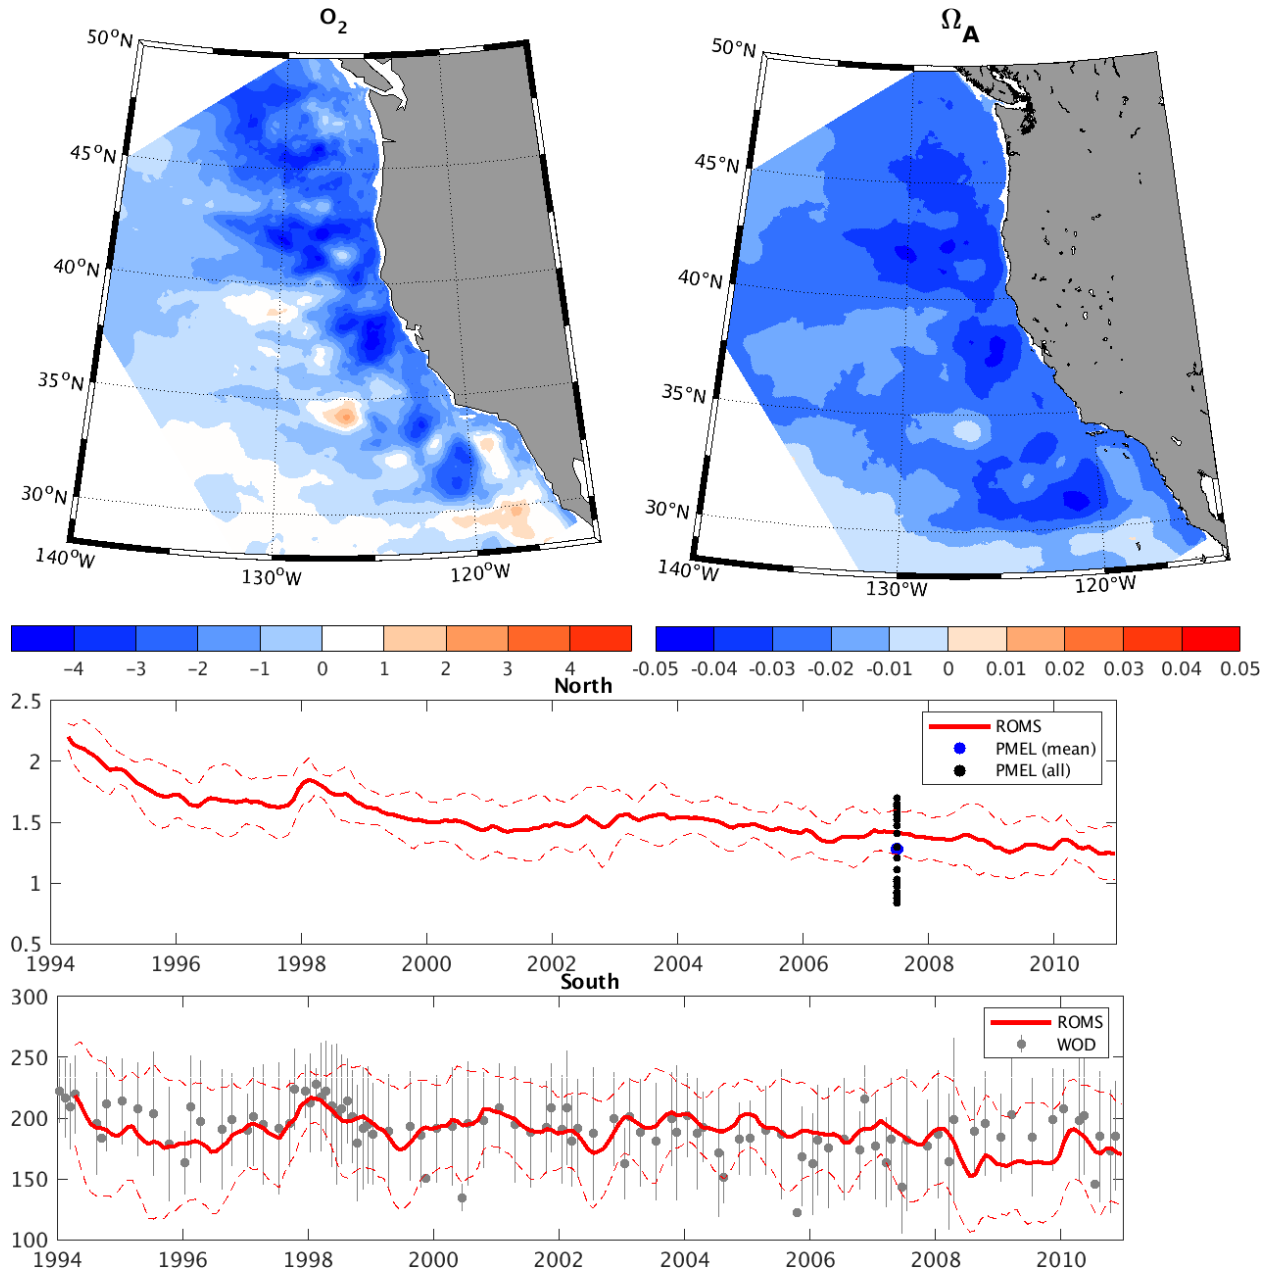 O2
ΩA
50°N
45°N
40°N
35°N
30°N
140°W
130°W
120°W
50°N
45°N
40°N
35°N
30°N
140°W
130°W
120°W
-4 -3 -2 -1 0 1 2 3 4
-0.05 -0.04 -0.03 -0.02 -0.01 0 0.01 0.02 0.03 0.04 0.05
North
2.5
2
1.5
1
0.5
ROMS
PMEL (mean)
PMEL (all)
1994 1996 1998 2000 2002 2004 2006 2008 2010
South
300
250
200
150
100
ROMS
WOD
1994 1996 1998 2000 2002 2004 2006 2008 2010